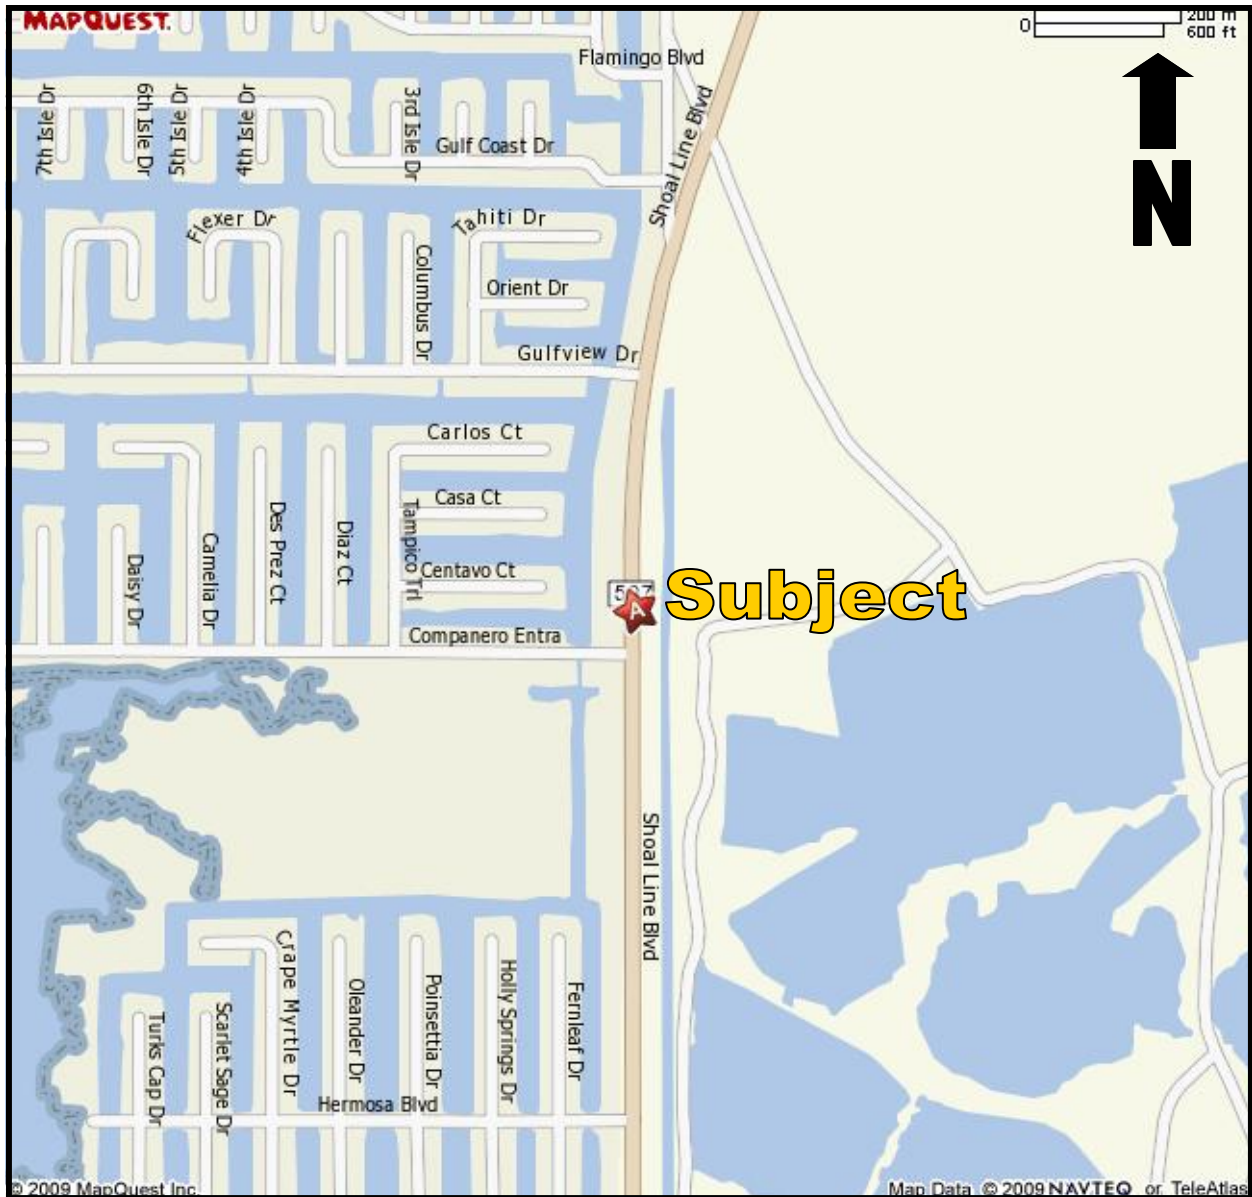 MAPQUEST.
200 m
0
600 ft
Flamingo Blvd
7th Isle Dr
6th Isle Dr
5th Isle Dr
4th Isle Dr
3rd Isle Dr
Gulf Coast Dr
Shoal Line Blvd
N
Flexer Dr
Tahiti Dr
Columbus Dr
Orient Dr
Gulfview Dr
Carlos Ct
Casa Ct
Tampico Trl
Des Prez Ct
Diaz Ct
Camelia Dr
Daisy Dr
Centavo Ct
A
Subject
Companero Entra
Shoal Line Blvd
Crape Myrtle Dr
Oleander Dr
Poinsettia Dr
Holly Springs Dr
Fernleaf Dr
Scarlet Sage Dr
Turks Cap Dr
Hermosa Blvd
© 2009 MapQuest Inc.
Map Data © 2009 NAVTEQ or TeleAtlas